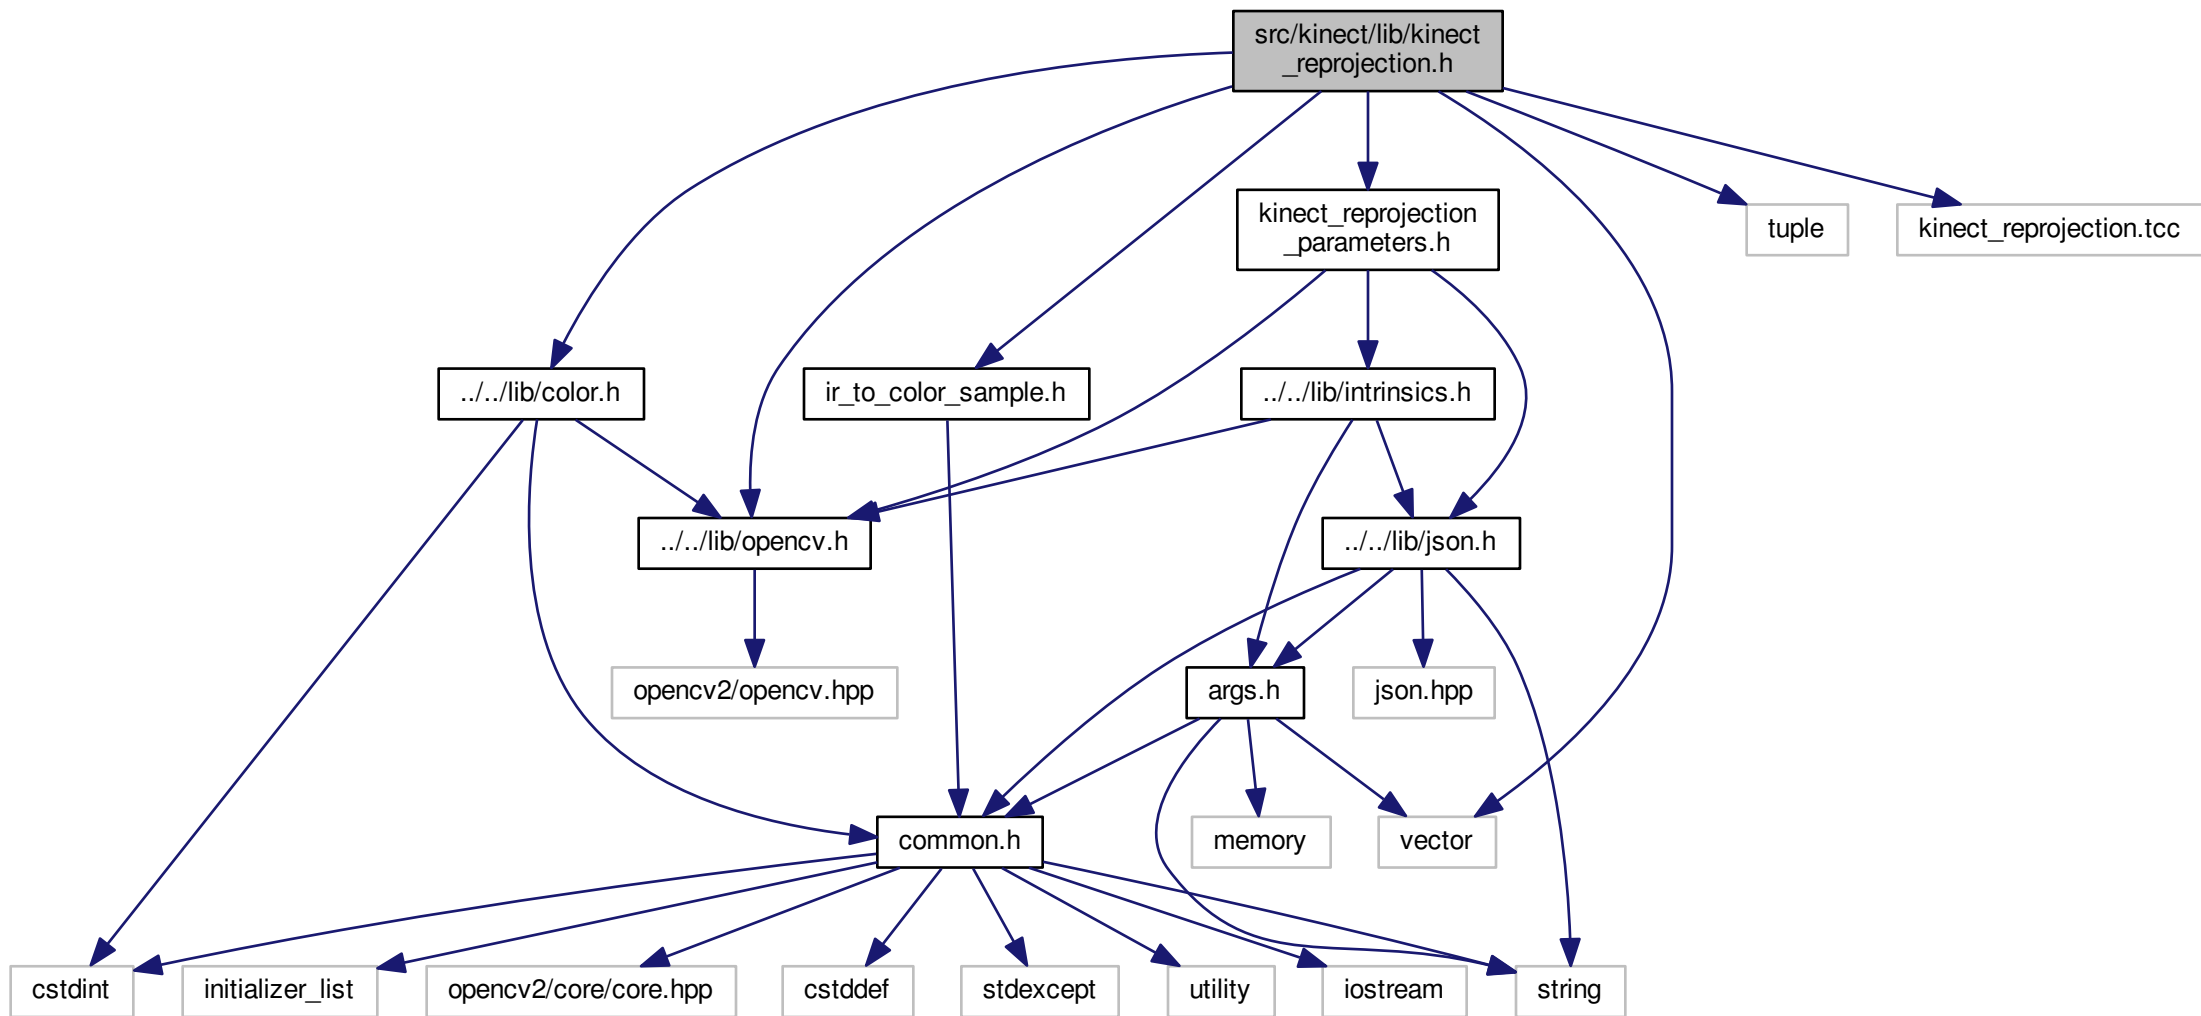 src/kinect/lib/kinect
_reprojection.h
kinect_reprojection
_parameters.h
tuple
kinect_reprojection.tcc
../../lib/color.h
ir_to_color_sample.h
../../lib/intrinsics.h
../../lib/opencv.h
../../lib/json.h
opencv2/opencv.hpp
args.h
json.hpp
common.h
memory
vector
cstdint
initializer_list
opencv2/core/core.hpp
cstddef
stdexcept
utility
iostream
string